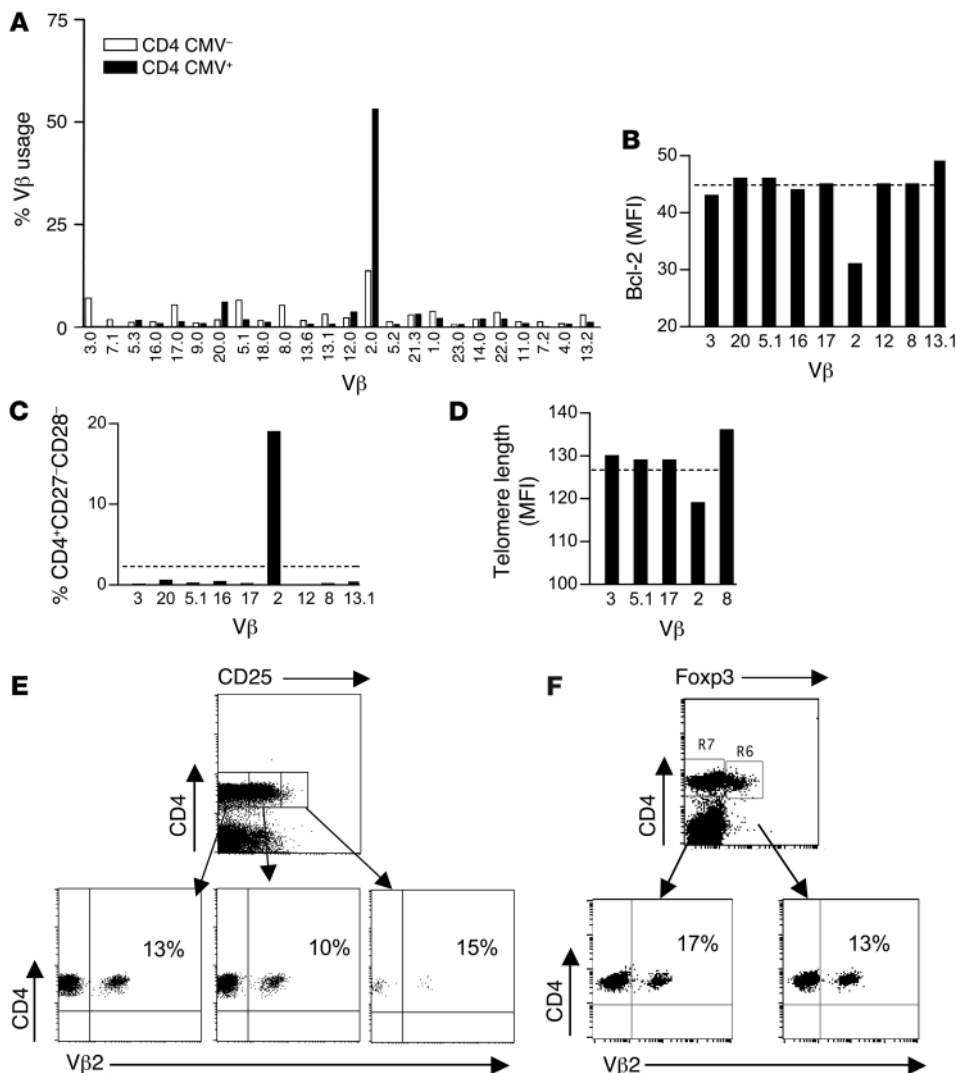 A
75
CD4 CMV⁻
CD4 CMV⁺
50
% Vβ usage
25
0
3.0 7.1 5.3 16.0 17.0 9.0 20.0 5.1 18.0 8.0 13.6 13.1 12.0 2.0 5.2 21.3 1.0 23.0 14.0 22.0 11.0 7.2 4.0 13.2
Vβ
B
50
40
30
20
Bcl-2 (MFI)
3 20 5.1 16 17 2 12 8 13.1
Vβ
C
20
10
0
% CD4⁺CD27⁻CD28⁻
3 20 5.1 16 17 2 12 8 13.1
Vβ
D
140
130
120
110
100
Telomere length
(MFI)
3 5.1 17 2 8
Vβ
E
CD25
CD4
13% 10% 15%
CD4
Vβ2
F
Foxp3
R7 R6
CD4
17% 13%
CD4
Vβ2